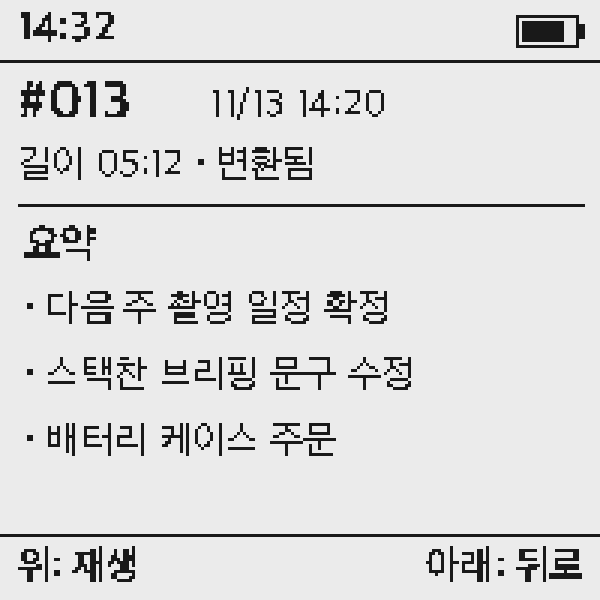 14:32
#013 11/13 14:20
길이 05:12 · 변환됨
요약
· 다음 주 촬영 일정 확정
· 스택찬 브리핑 문구 수정
· 배터리 케이스 주문
위: 재생 아래: 뒤로